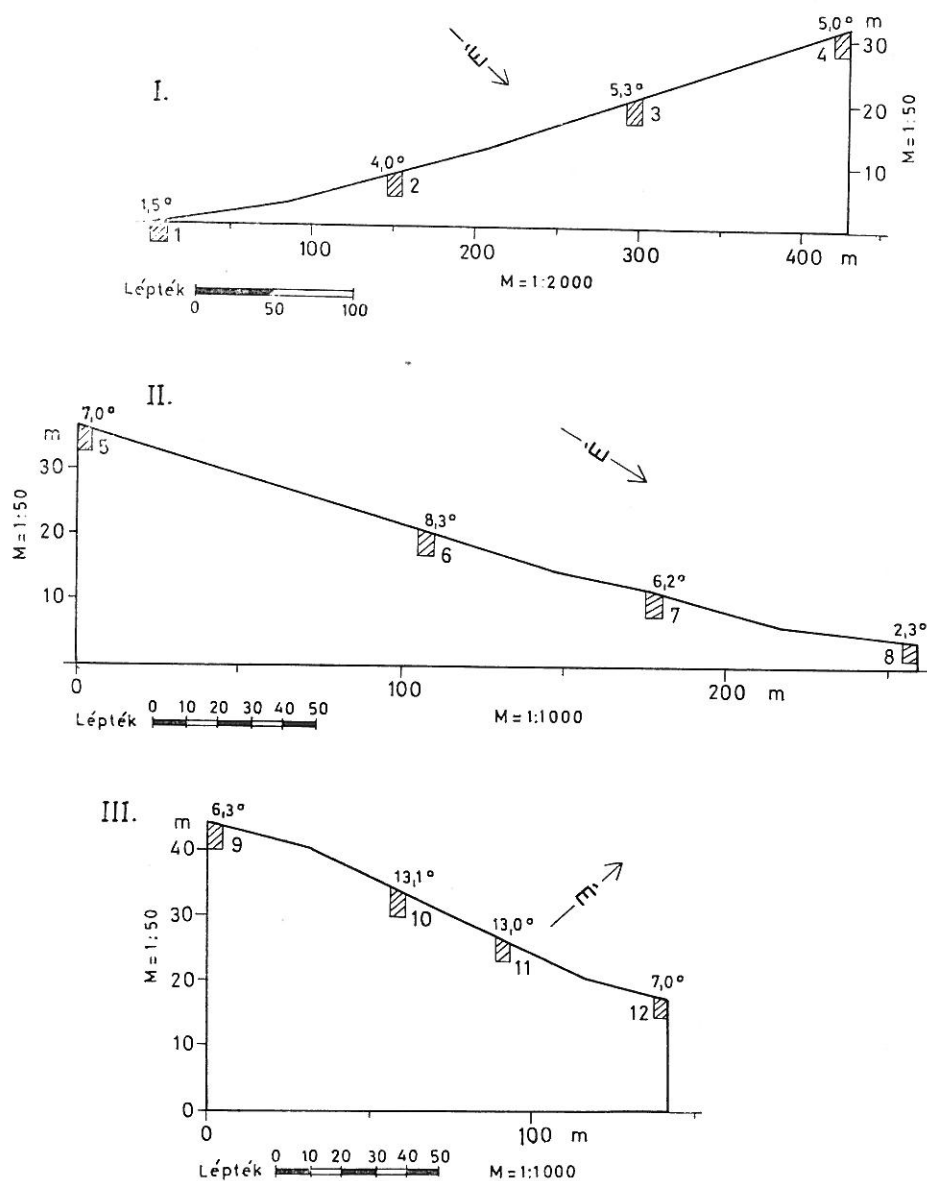 I.
É.
5,0° m
4 30
5,3°
3 20
4,0°
2 10
1,5°
1
M=1:50
100 200 300 400 m
M=1:2000
Lépték
0 50 100
II.
É.
7,0°
m 5
30
8,3°
20 6
6,2°
10 7
2,3°
8
M=1:50
0 100 200 m
Lépték 0 10 20 30 40 50
M=1:1000
III.
É.
6,3°
m 9
40
13,1°
30 10
13,0°
11
20 7,0°
12
10
0
M=1:50
0 100 m
Lépték 0 10 20 30 40 50
M=1:1000